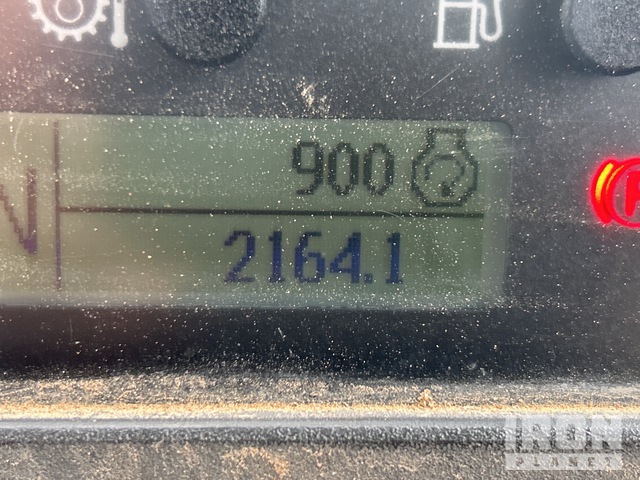 900
N
2164.1
P
IRON
PLANET